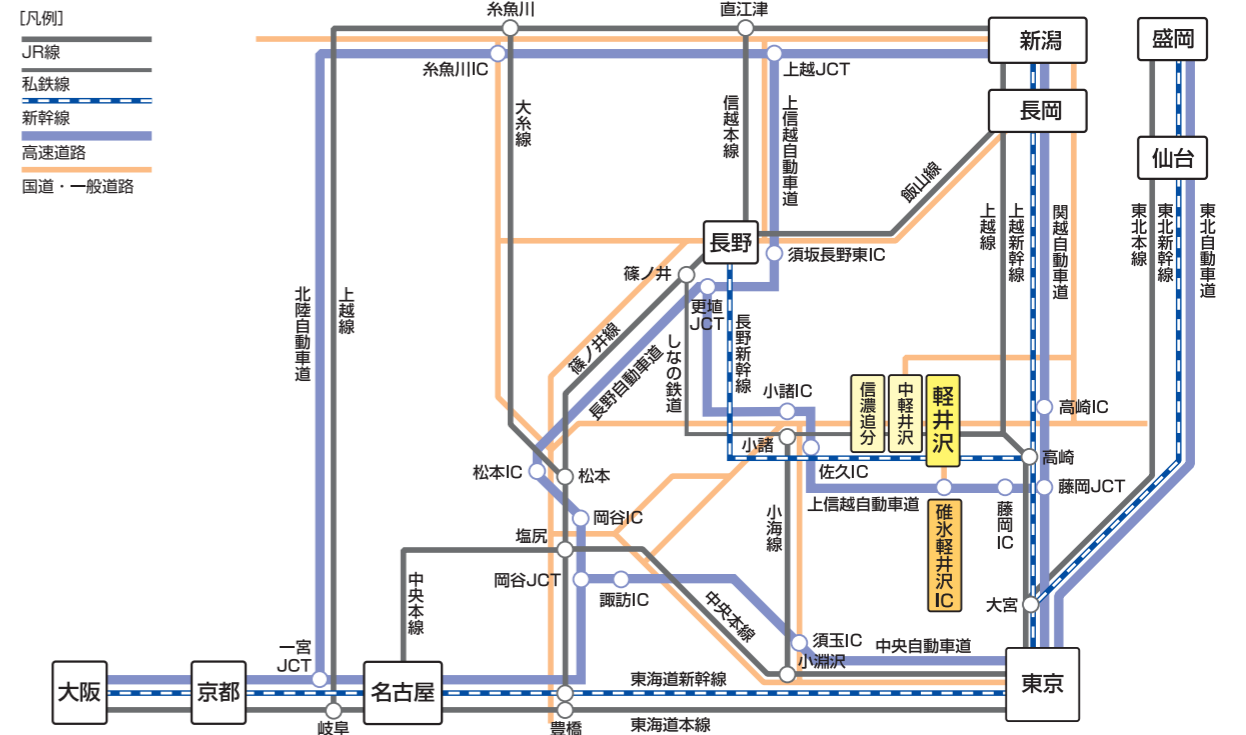 [凡例]
JR線
私鉄線
新幹線
高速道路
国道・一般道路
糸魚川
直江津
新潟
盛岡
糸魚川IC
上越JCT
長岡
仙台
大糸線
信越本線
上信越自動車道
飯山線
上越線
上越新幹線
関越自動車道
東北本線
東北新幹線
東北自動車道
長野
須坂長野東IC
篠ノ井
更埴
JCT
北陸自動車道
上越線
篠ノ井線
長野自動車道
しなの鉄道
長野新幹線
小諸IC
信濃追分
中軽井沢
軽井沢
高崎IC
小諸
高崎
松本IC
松本
佐久IC
藤岡JCT
上信越自動車道
岡谷IC
小海線
碓氷軽井沢IC
藤岡IC
塩尻
岡谷JCT
諏訪IC
中央本線
中央本線
大宮
須玉IC
中央自動車道
小淵沢
一宮
JCT
大阪
京都
名古屋
東海道新幹線
東京
岐阜
豊橋
東海道本線